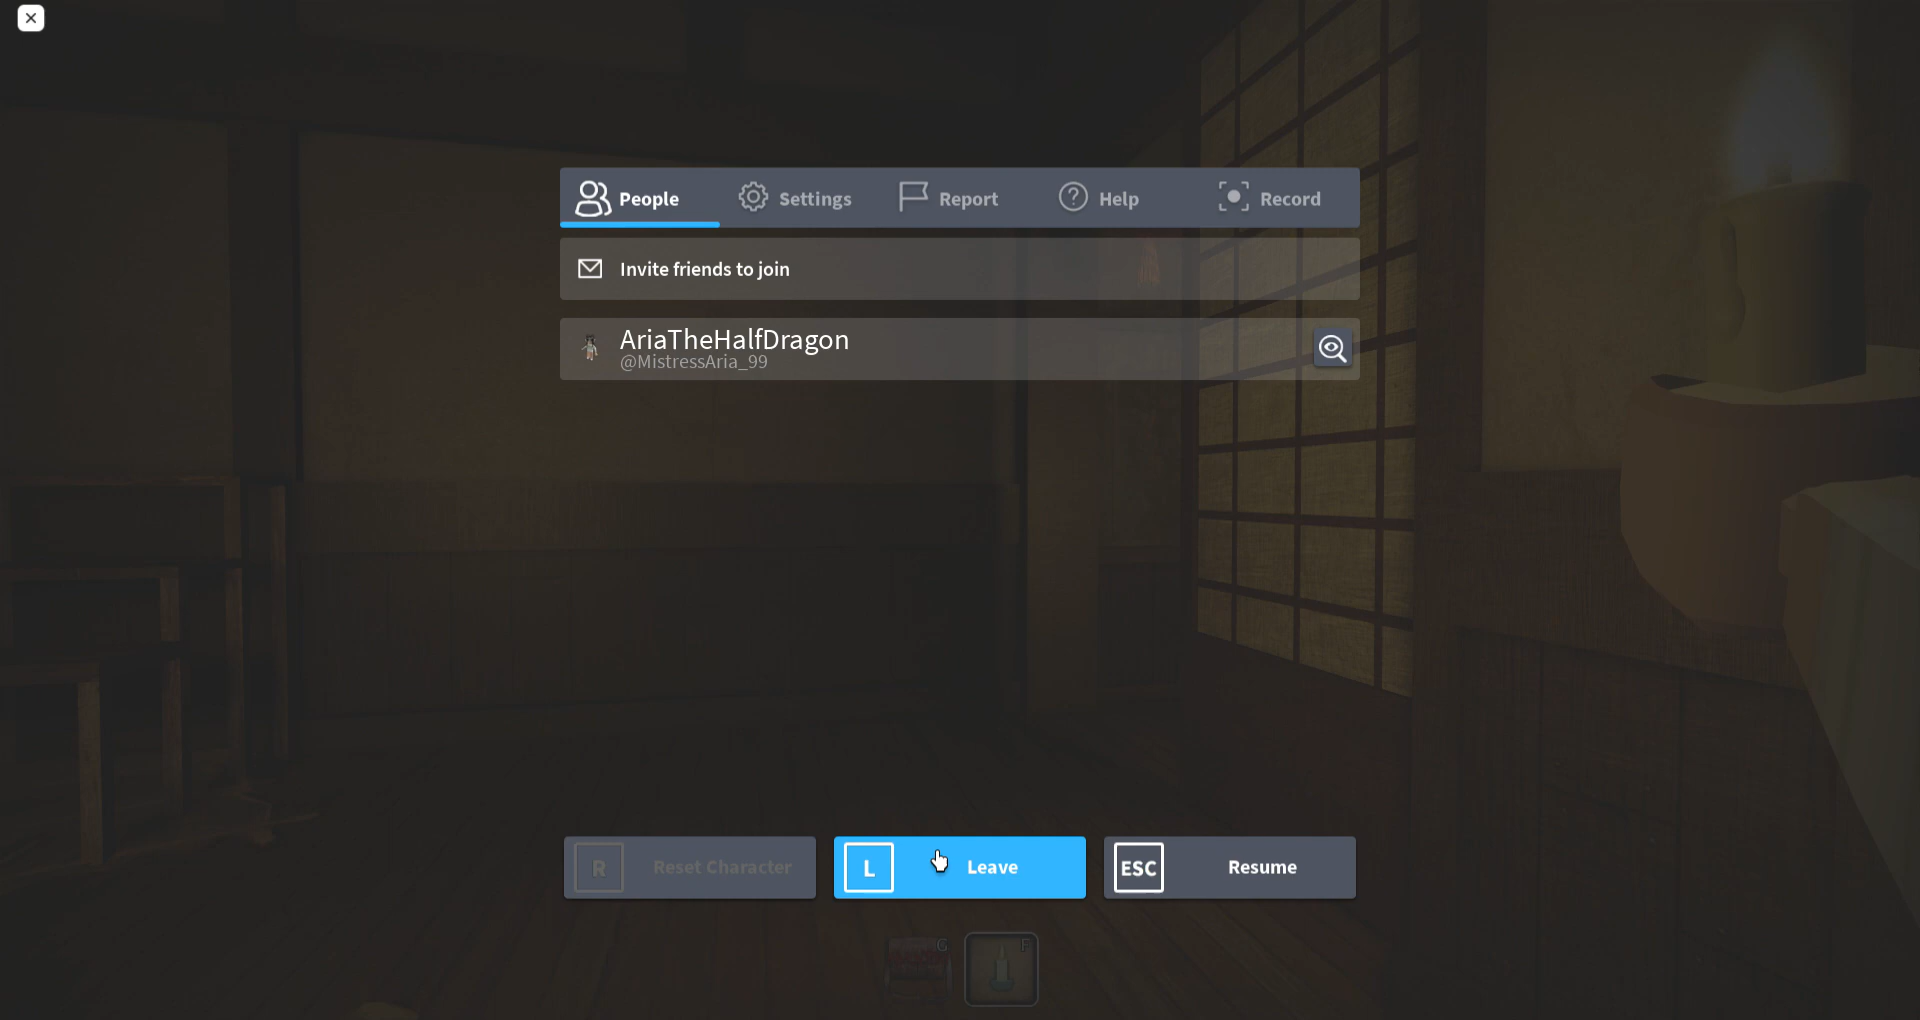 People
Settings
Report
Help
Record
Invite friends to join
AriaTheHalfDragon
@MistressAria_99
R Reset Character
L Leave
ESC Resume
G
F